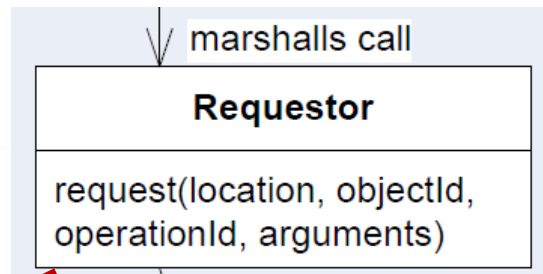 marshalls call
Requestor
request(location, objectId,
operationId, arguments)